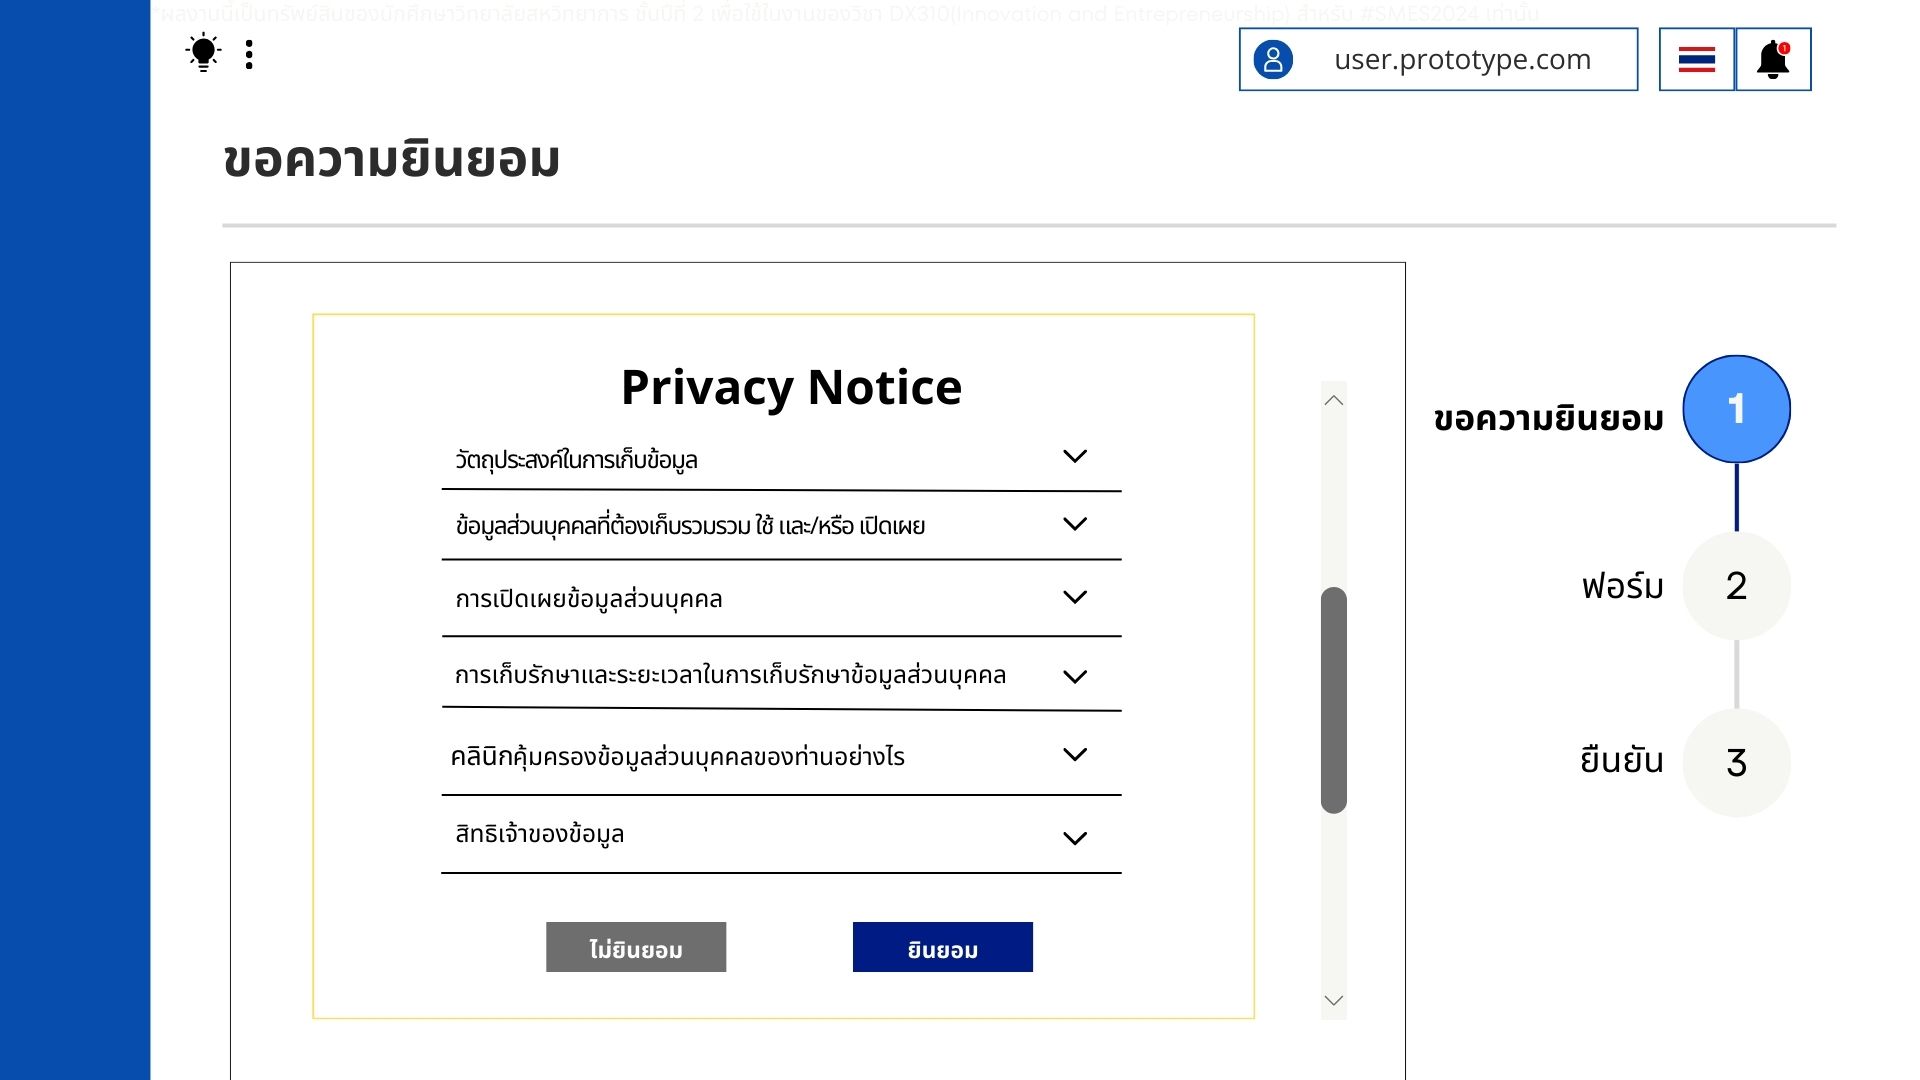 *ผลงานนี้เป็นทรัพย์สินของนักศึกษาวิทยาลัยสหวิทยาการ ชั้นปีที่ 2 เพื่อใช้ในงานของวิชา DX310(Innovation and Entrepreneurship) สำหรับ #SMES2024 เท่านั้น
user.prototype.com
1
ขอความยินยอม
Privacy Notice
วัตถุประสงค์ในการเก็บข้อมูล
ข้อมูลส่วนบุคคลที่ต้องเก็บรวมรวม ใช้ และ/หรือ เปิดเผย
การเปิดเผยข้อมูลส่วนบุคคล
การเก็บรักษาและระยะเวลาในการเก็บรักษาข้อมูลส่วนบุคคล
คลินิกคุ้มครองข้อมูลส่วนบุคคลของท่านอย่างไร
สิทธิเจ้าของข้อมูล
ไม่ยินยอม
ยินยอม
ขอความยินยอม 1
ฟอร์ม 2
ยืนยัน 3